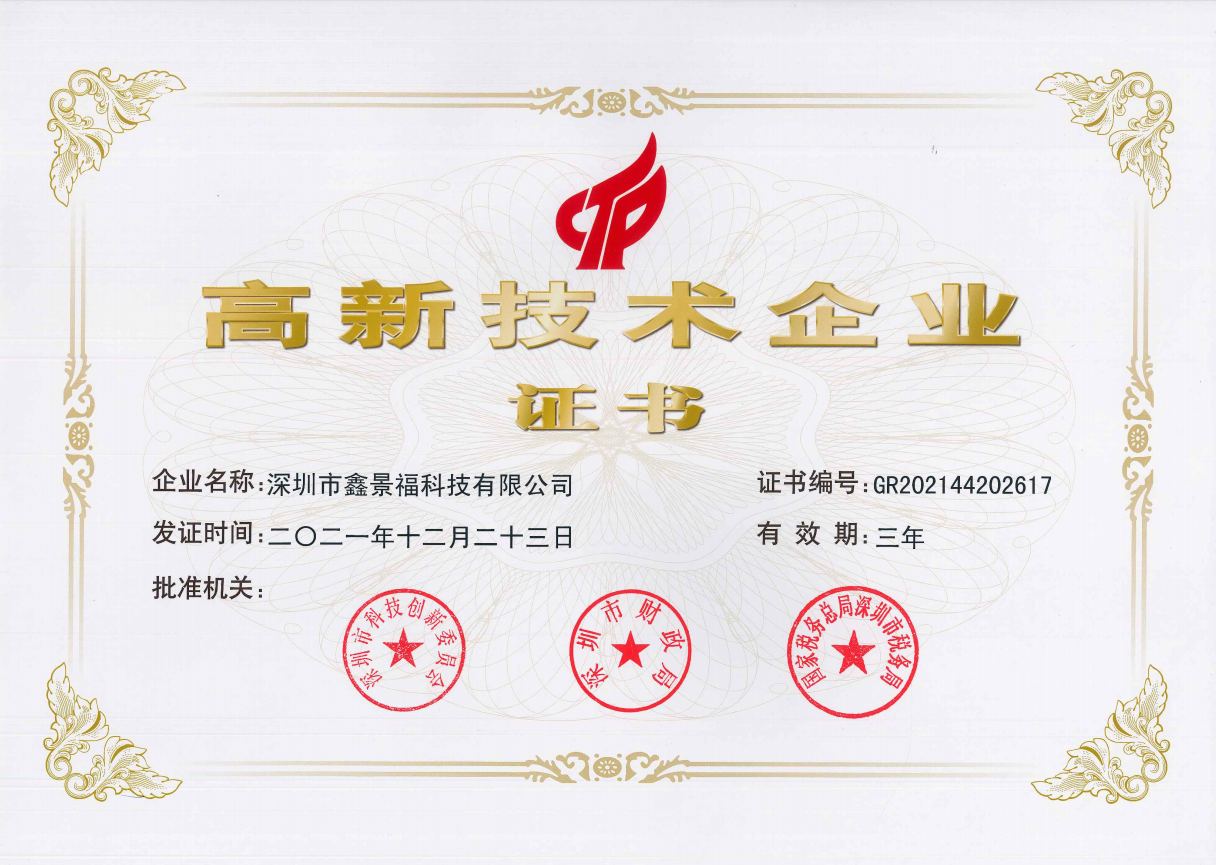 CTP
高新技术企业
证书
企业名称:深圳市鑫景福科技有限公司
证书编号:GR202144202617
发证时间:二〇二一年十二月二十三日
有效期:三年
批准机关:
深圳市科技创新委员会
深圳市财政局
国家税务总局深圳市税务局